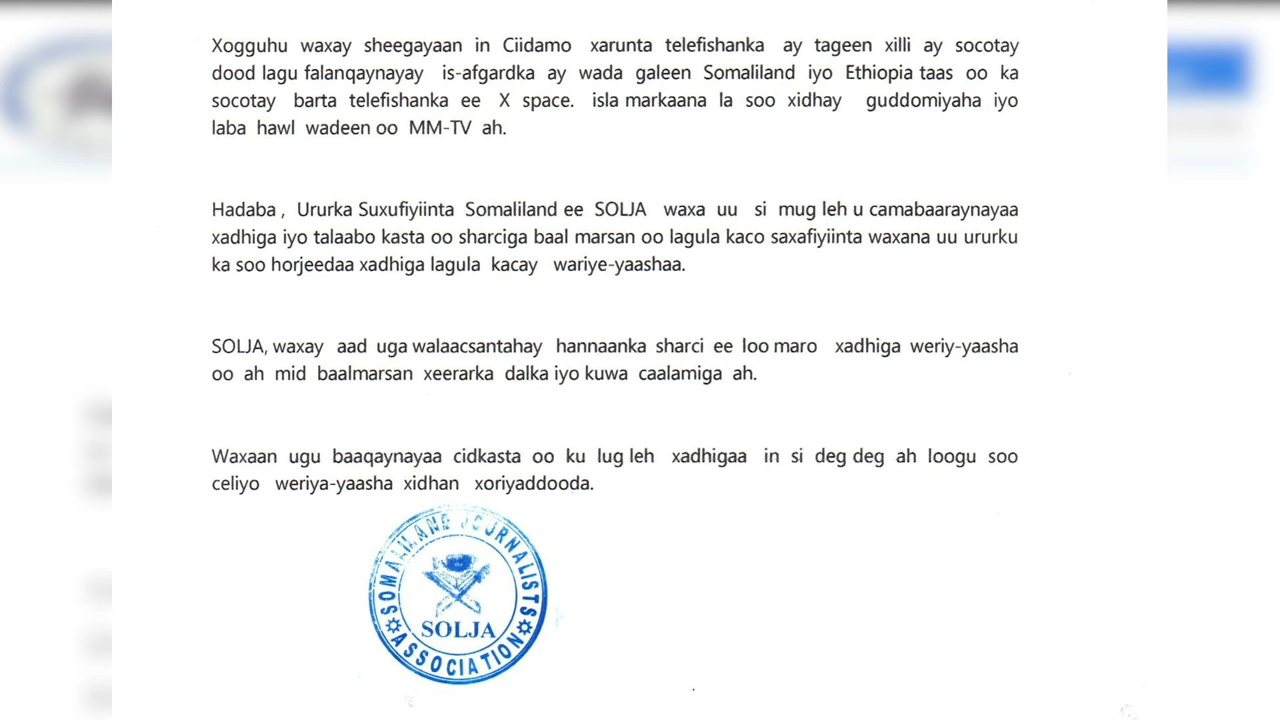 Xogguhu waxay sheegayaan in Ciidamo xarunta telefishanka ay tageen xilli ay socotay
dood lagu falanqaynayay is-afgardka ay wada galeen Somaliland iyo Ethiopia taas oo ka
socotay barta telefishanka ee X space. isla markaana la soo xidhay guddomiyaha iyo
laba hawl wadeen oo MM-TV ah.
Hadaba , Ururka Suxufiyiinta Somaliland ee SOLJA waxa uu si mug leh u camabaaraynayaa
xadhiga iyo talaabo kasta oo sharciga baal marsan oo lagula kaco saxafiyiinta waxana uu ururku
ka soo horjeedaa xadhiga lagula kacay wariye-yaashaa.
SOLJA, waxay aad uga walaacsantahay hannaanka sharci ee loo maro xadhiga weriy-yaasha
oo ah mid baalmarsan xeerarka dalka iyo kuwa caalamiga ah.
Waxaan ugu baaqaynayaa cidkasta oo ku lug leh xadhigaa in si deg deg ah loogu soo
celiyo weriya-yaasha xidhan xoriyaddooda.
SOMALILAND JOURNALISTS
SOLJA
ASSOCIATION